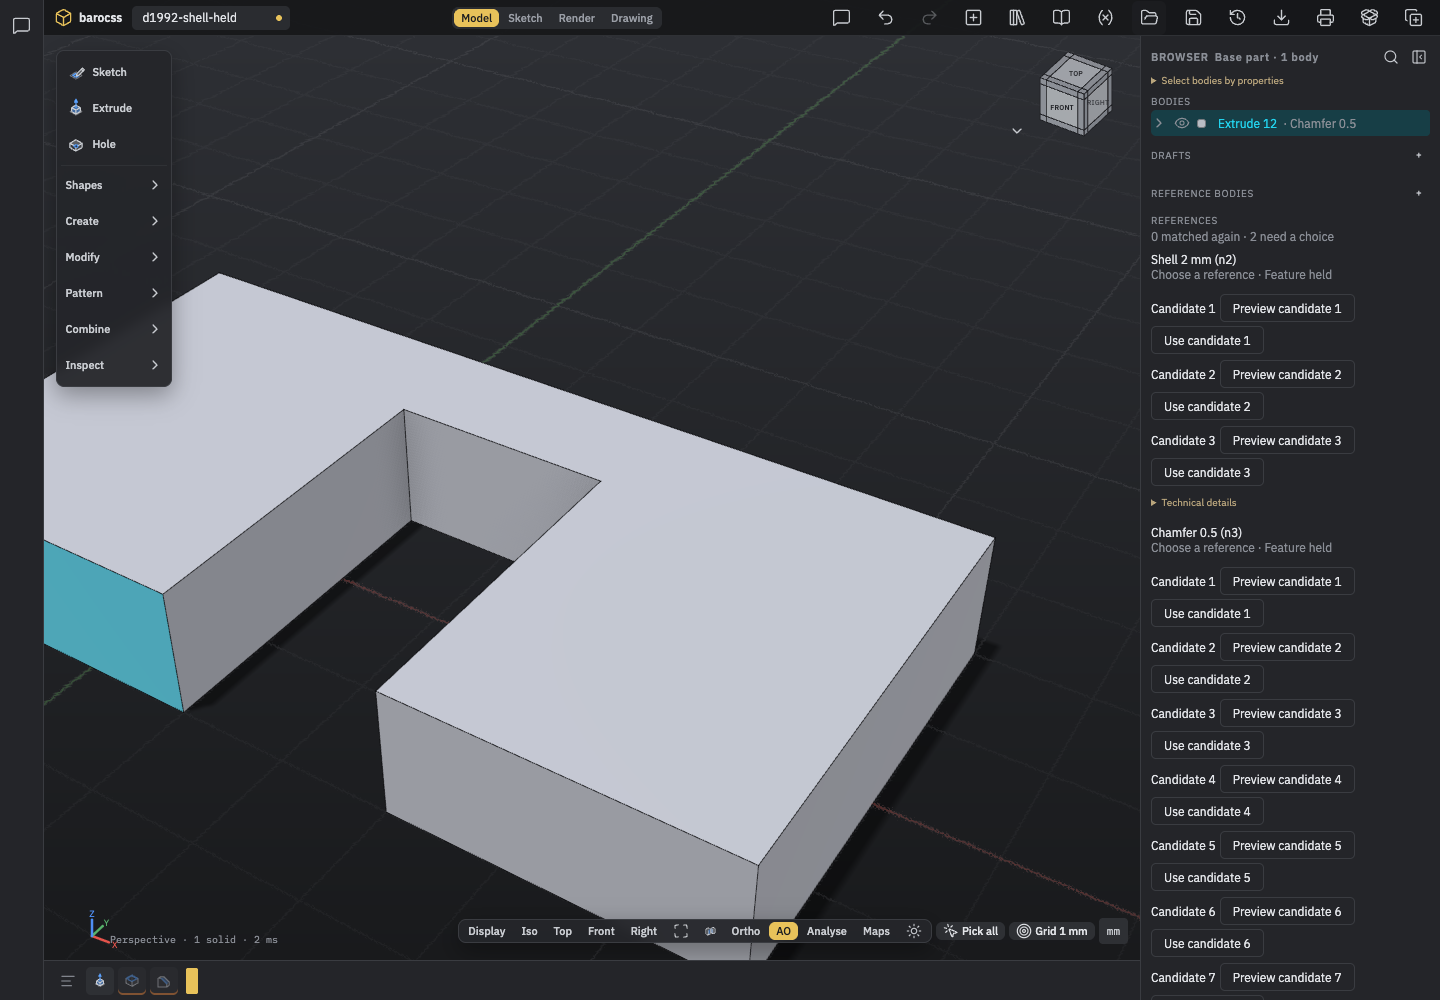 barocss
d1992-shell-held
Model
Sketch
Render
Drawing
Sketch
Extrude
Hole
Shapes
Create
Modify
Pattern
Combine
Inspect
TOP
FRONT
RIGHT
BROWSER Base part · 1 body
Select bodies by properties
BODIES
Extrude 12 · Chamfer 0.5
DRAFTS
REFERENCE BODIES
REFERENCES
0 matched again · 2 need a choice
Shell 2 mm (n2)
Choose a reference · Feature held
Candidate 1 Preview candidate 1
Use candidate 1
Candidate 2 Preview candidate 2
Use candidate 2
Candidate 3 Preview candidate 3
Use candidate 3
Technical details
Chamfer 0.5 (n3)
Choose a reference · Feature held
Candidate 1 Preview candidate 1
Use candidate 1
Candidate 2 Preview candidate 2
Use candidate 2
Candidate 3 Preview candidate 3
Use candidate 3
Candidate 4 Preview candidate 4
Use candidate 4
Candidate 5 Preview candidate 5
Use candidate 5
Candidate 6 Preview candidate 6
Use candidate 6
Candidate 7 Preview candidate 7
Z
Y
X
Perspective · 1 solid · 2 ms
Display
Iso
Top
Front
Right
Ortho
AO
Analyse
Maps
Pick all
Grid 1 mm
mm